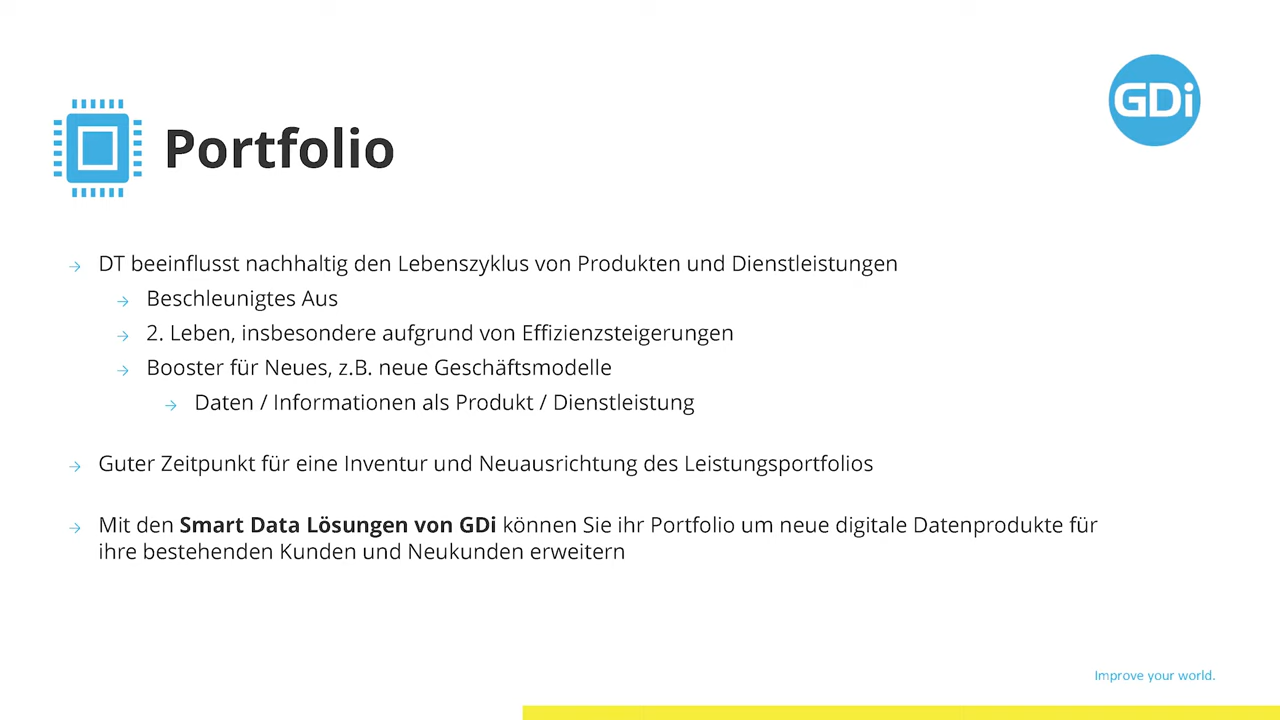 GDi
Portfolio
→ DT beeinflusst nachhaltig den Lebenszyklus von Produkten und Dienstleistungen
→ Beschleunigtes Aus
→ 2. Leben, insbesondere aufgrund von Effizienzsteigerungen
→ Booster für Neues, z.B. neue Geschäftsmodelle
→ Daten / Informationen als Produkt / Dienstleistung
→ Guter Zeitpunkt für eine Inventur und Neuausrichtung des Leistungsportfolios
→ Mit den Smart Data Lösungen von GDi können Sie ihr Portfolio um neue digitale Datenprodukte für
ihre bestehenden Kunden und Neukunden erweitern
Improve your world.